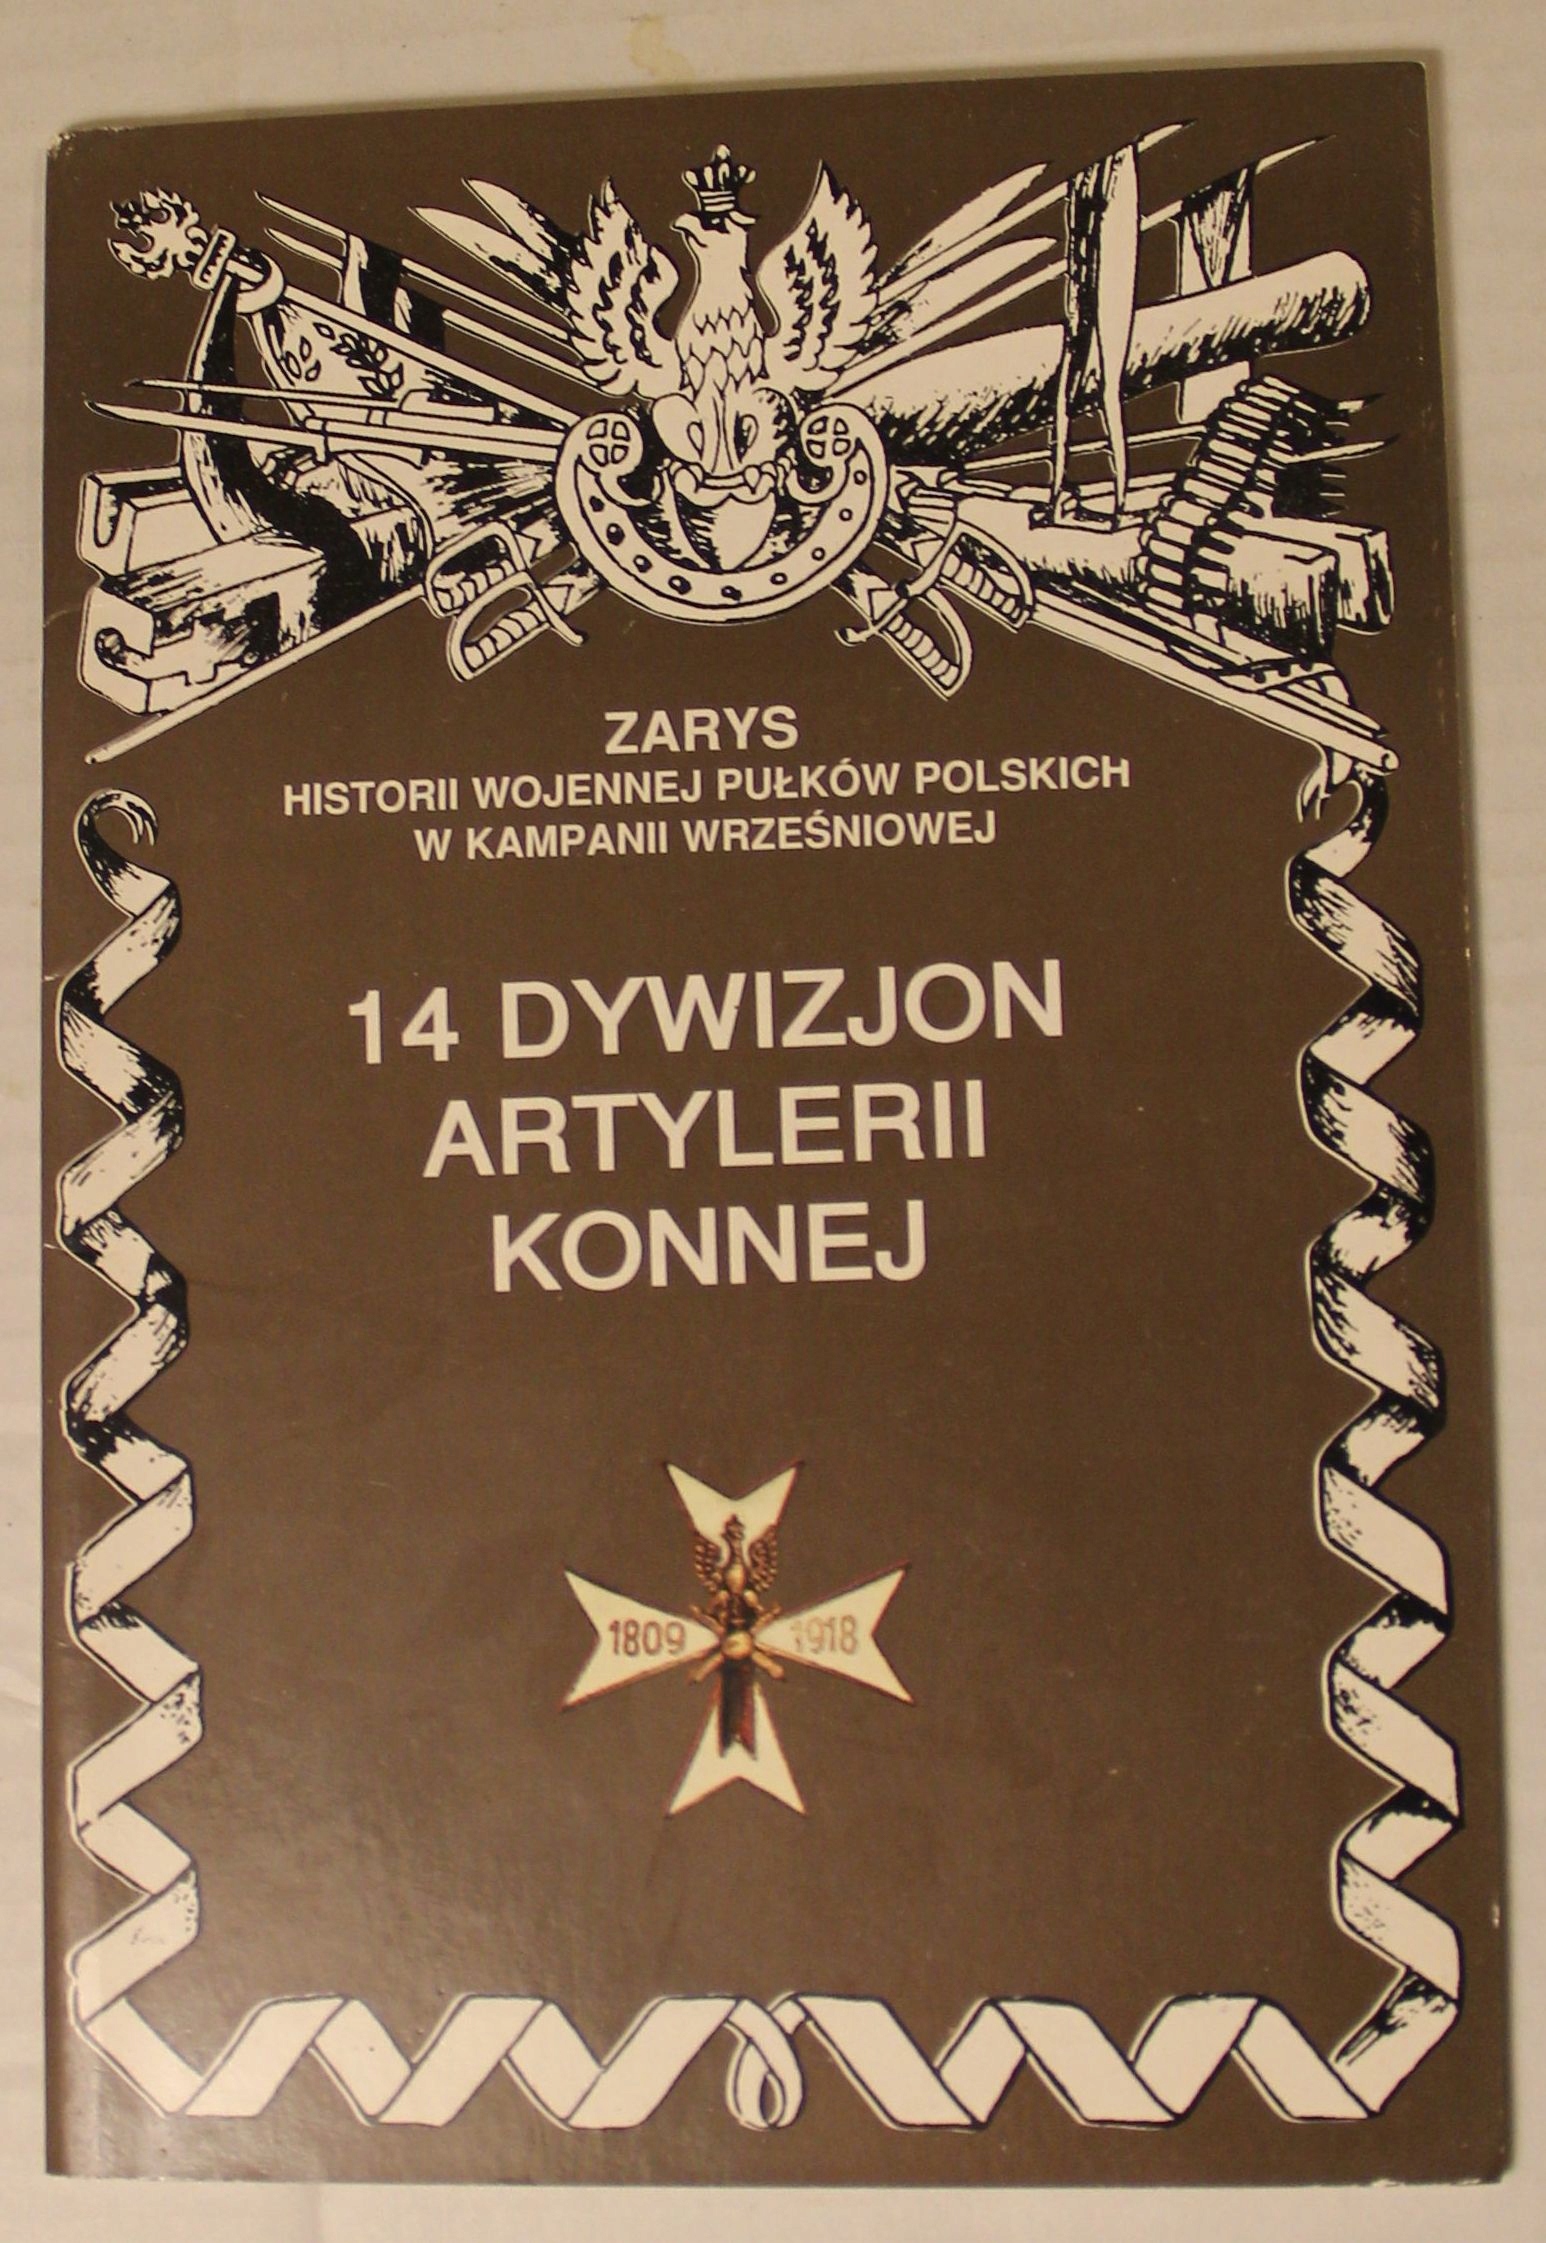 ZARYS
HISTORII WOJENNEJ PUŁKÓW POLSKICH
W KAMPANII WRZEŚNIOWEJ
14 DYWIZJON
ARTYLERII
KONNEJ
1809 1918